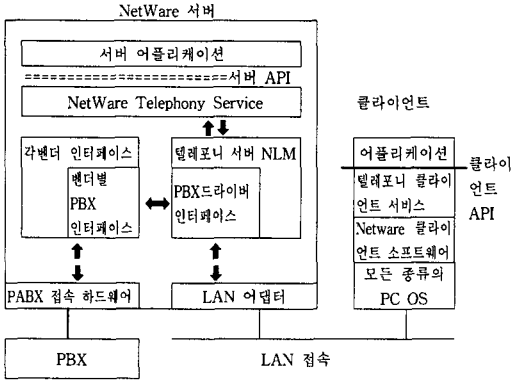 NetWare 서버
서버 어플리케이션
서버 API
NetWare Telephony Service
각벤더 인터페이스
벤더별
PBX
인터페이스
텔레포니 서버 NLM
PBX드라이버
인터페이스
PABX 접속 하드웨어
LAN 어댑터
PBX
LAN 접속
클라이언트
어플리케이션
텔레포니 클라이
언트 서비스
Netware 클라이
언트 소프트웨어
모든 종류의
PC OS
클라이
언트
API